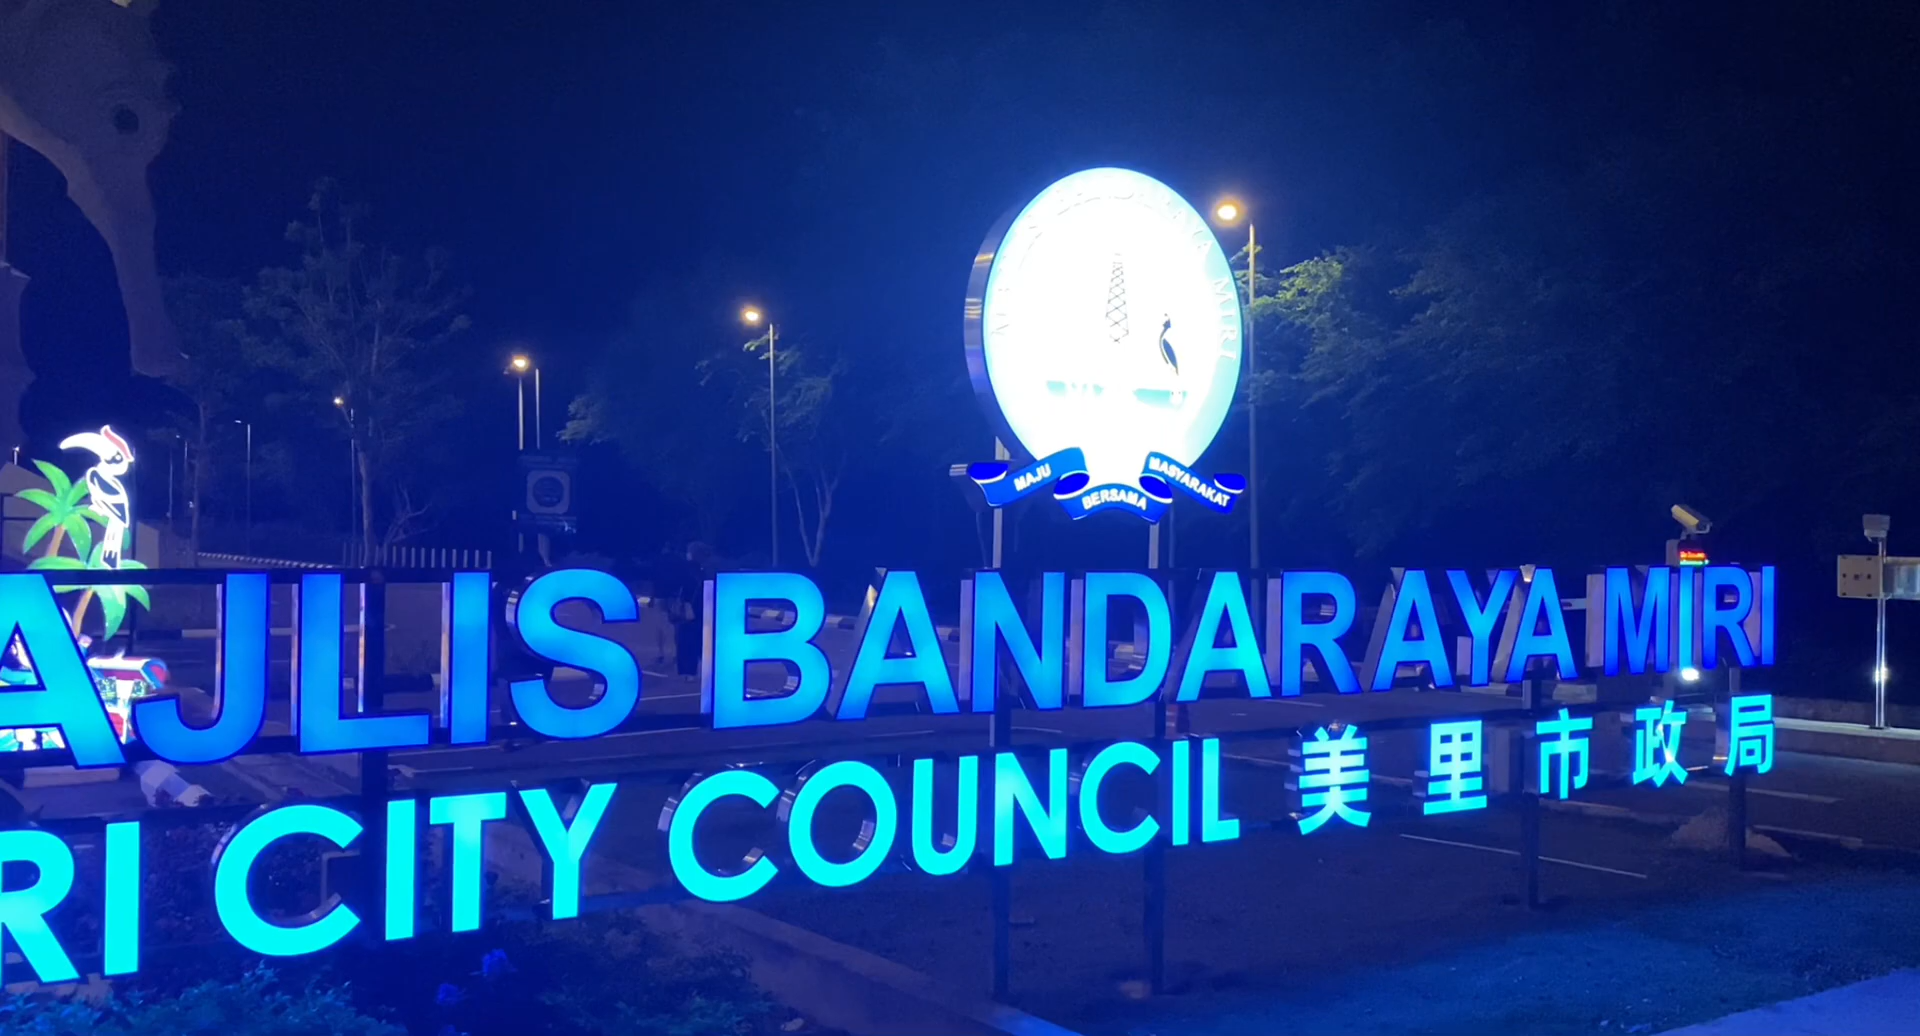 MAJU BERSAMA MASYARAKAT
AJLIS BANDARAYA MIRI
RI CITY COUNCIL 美里市政局